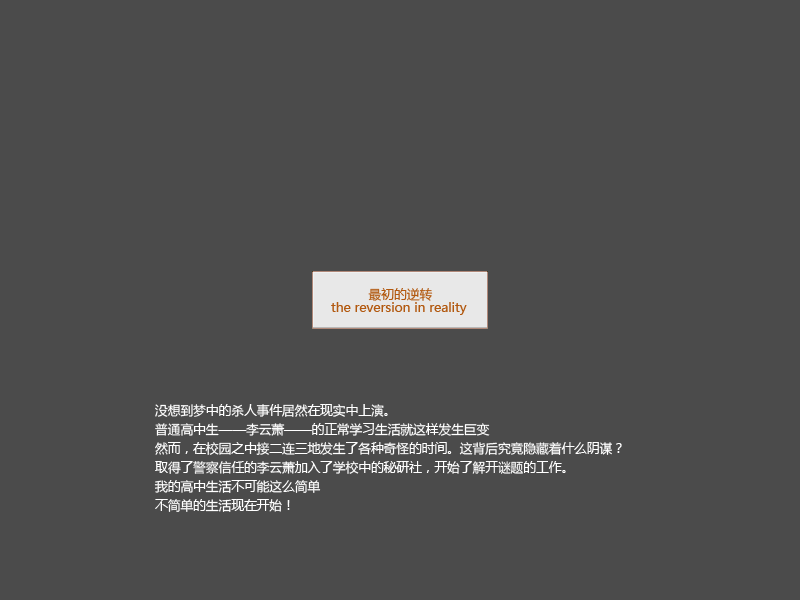 最初的逆转
the reversion in reality
没想到梦中的杀人事件居然在现实中上演。
普通高中生——李云萧——的正常学习生活就这样发生巨变
然而，在校园之中接二连三地发生了各种奇怪的时间。这背后究竟隐藏着什么阴谋？
取得了警察信任的李云萧加入了学校中的秘研社，开始了解开谜题的工作。
我的高中生活不可能这么简单
不简单的生活现在开始！